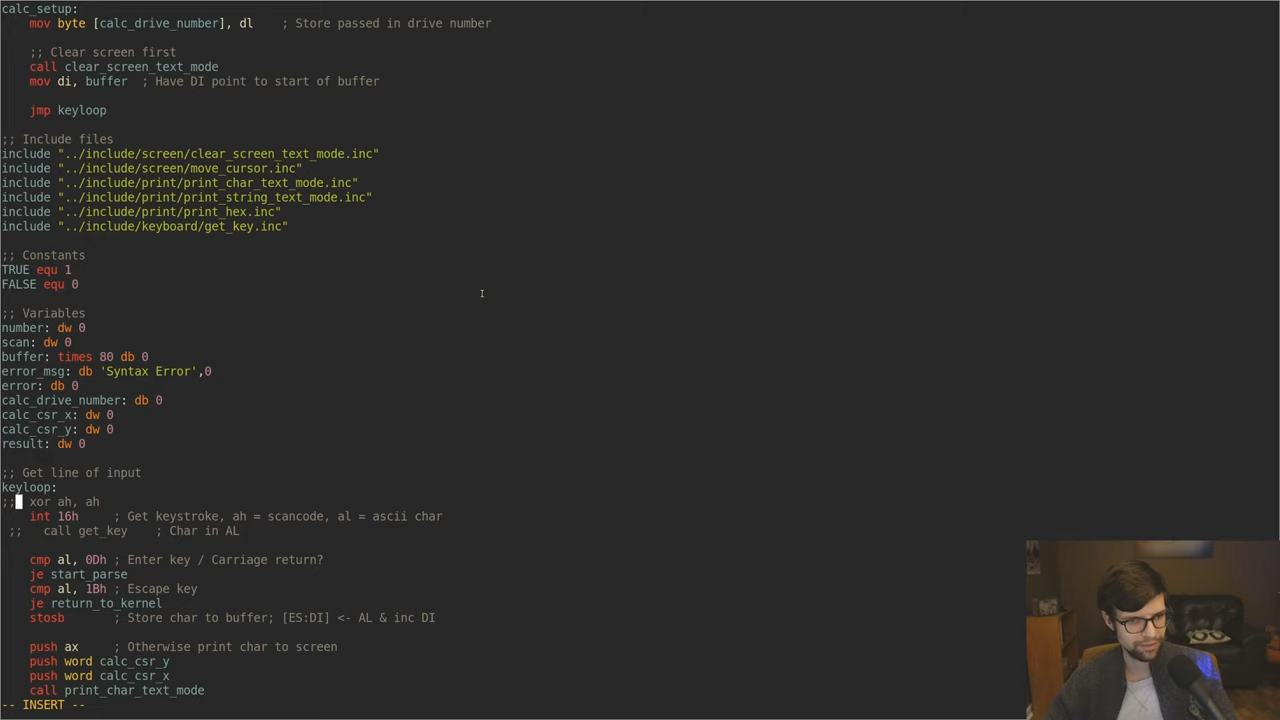 calc_setup:
    mov byte [calc_drive_number], dl    ; Store passed in drive number

    ;; Clear screen first
    call clear_screen_text_mode
    mov di, buffer  ; Have DI point to start of buffer

    jmp keyloop

;; Include files
include "../include/screen/clear_screen_text_mode.inc"
include "../include/screen/move_cursor.inc"
include "../include/print/print_char_text_mode.inc"
include "../include/print/print_string_text_mode.inc"
include "../include/print/print_hex.inc"
include "../include/keyboard/get_key.inc"

;; Constants
TRUE equ 1
FALSE equ 0

;; Variables
number: dw 0
scan: dw 0
buffer: times 80 db 0
error_msg: db 'Syntax Error',0
error: db 0
calc_drive_number: db 0
calc_csr_x: dw 0
calc_csr_y: dw 0
result: dw 0

;; Get line of input
keyloop:
;;  xor ah, ah
    int 16h     ; Get keystroke, ah = scancode, al = ascii char
 ;;   call get_key    ; Char in AL

    cmp al, 0Dh ; Enter key / Carriage return?
    je start_parse
    cmp al, 1Bh ; Escape key
    je return_to_kernel
    stosb       ; Store char to buffer; [ES:DI] <- AL & inc DI

    push ax     ; Otherwise print char to screen
    push word calc_csr_y
    push word calc_csr_x
    call print_char_text_mode
-- INSERT --